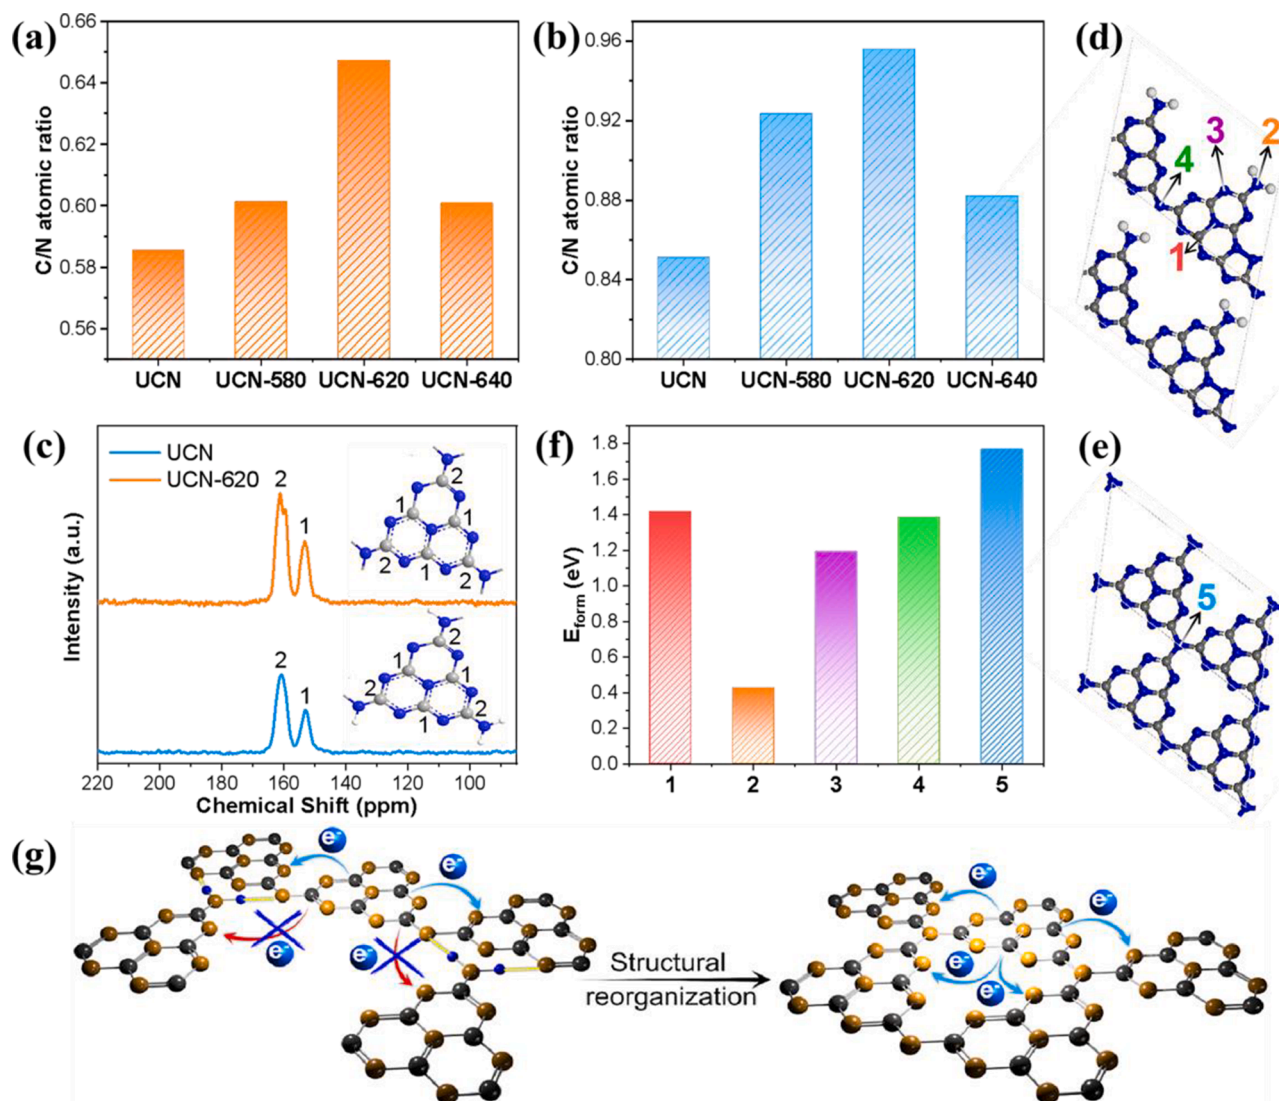 (a)
C/N atomic ratio
0.66
0.64
0.62
0.60
0.58
0.56
UCN UCN-580 UCN-620 UCN-640
(b)
C/N atomic ratio
0.96
0.92
0.88
0.84
0.80
UCN UCN-580 UCN-620 UCN-640
(d)
3 2
4
1
(c)
UCN
UCN-620
2
1
2
1
2
1 1
2 1 2
2
1 1
2 1 2
Intensity (a.u.)
220 200 180 160 140 120 100
Chemical Shift (ppm)
(f)
E form (eV)
1.8
1.6
1.4
1.2
1.0
0.8
0.6
0.4
0.2
0.0
1 2 3 4 5
(e)
5
(g)
e-
e-
e-
e-
Structural
reorganization
e-
e-
e-
e-